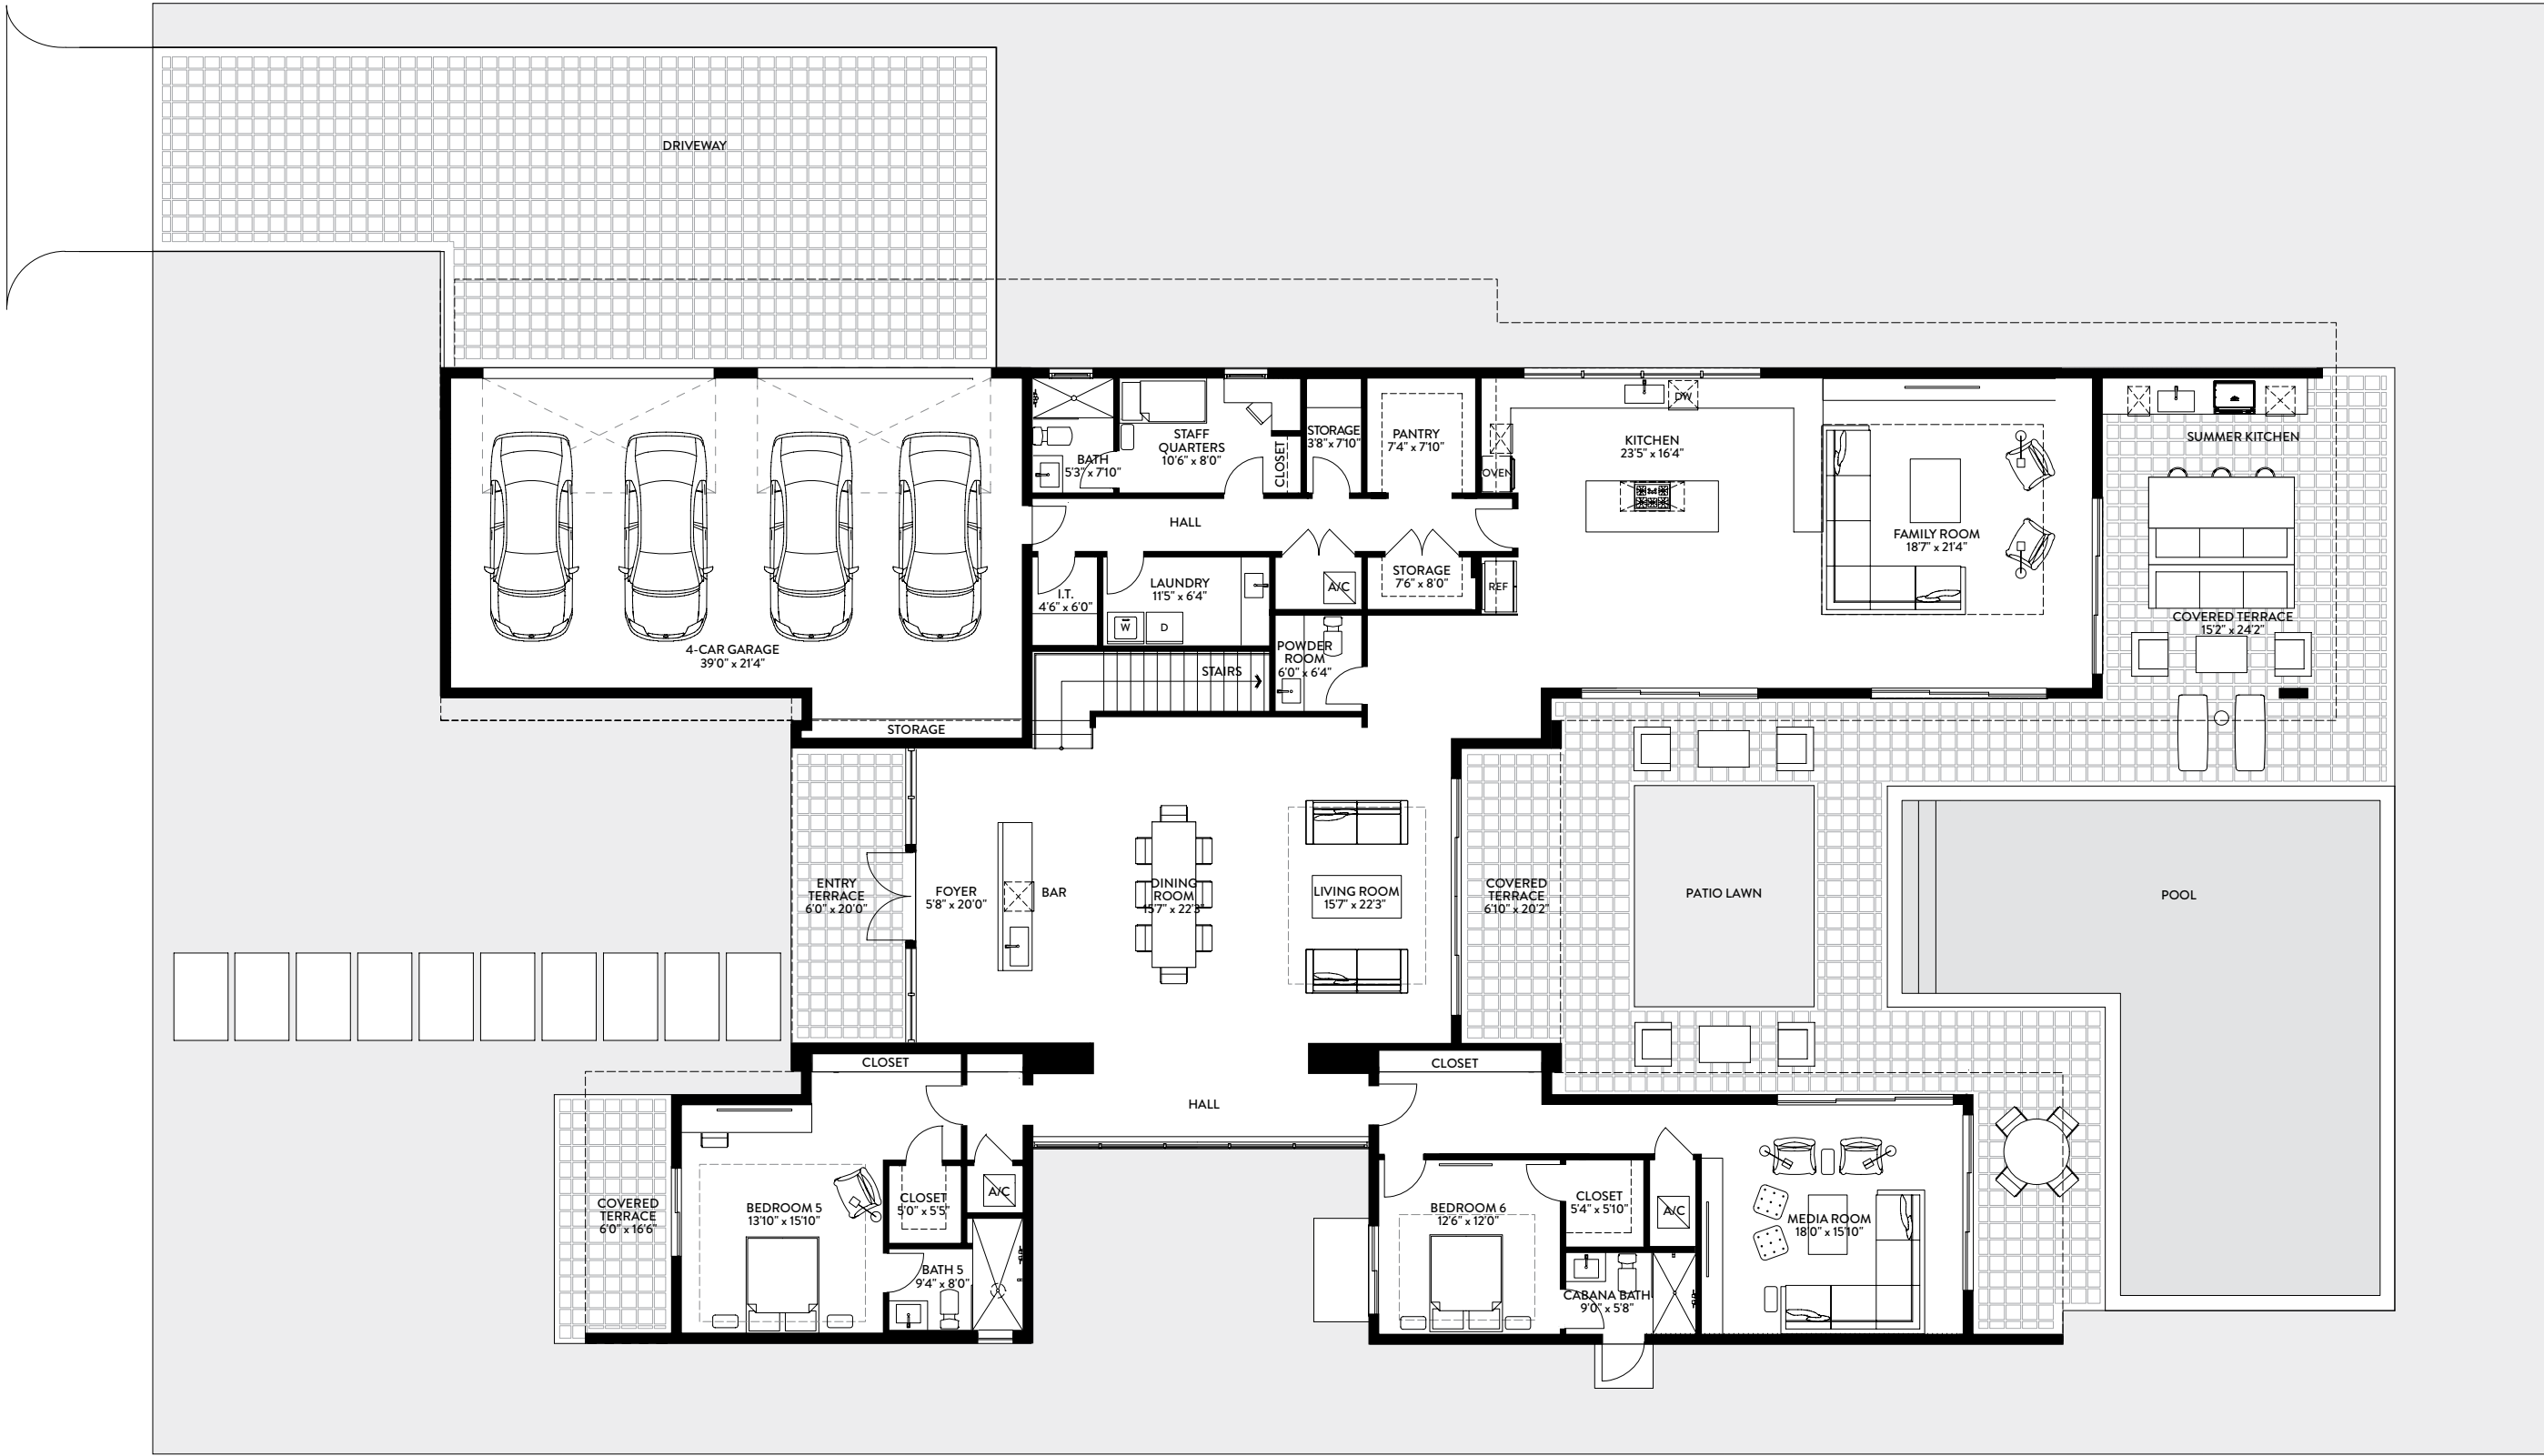 DRIVEWAY
BATH
5'3" x 7'10"
STAFF
QUARTERS
10'6" x 8'0"
CLOSET
STORAGE
3'8" x 7'10"
PANTRY
7'4" x 7'10"
OVEN
DW
KITCHEN
23'5" x 16'4"
SUMMER KITCHEN
HALL
FAMILY ROOM
18'7" x 21'4"
I.T.
4'6" x 6'0"
LAUNDRY
11'5" x 6'4"
W
D
A/C
STORAGE
7'6" x 8'0"
REF
COVERED TERRACE
15'2" x 24'2"
4-CAR GARAGE
39'0" x 21'4"
STAIRS
POWDER
ROOM
6'0" x 6'4"
STORAGE
ENTRY
TERRACE
6'0" x 20'0"
FOYER
5'8" x 20'0"
BAR
DINING
ROOM
15'7" x 22'3"
LIVING ROOM
15'7" x 22'3"
COVERED
TERRACE
6'10" x 20'2"
PATIO LAWN
POOL
CLOSET
CLOSET
HALL
COVERED
TERRACE
6'0" x 16'6"
BEDROOM 5
13'10" x 15'10"
CLOSET
5'0" x 5'5"
A/C
BATH 5
9'4" x 8'0"
BEDROOM 6
12'6" x 12'0"
CLOSET
5'4" x 5'10"
A/C
CABANA BATH
9'0" x 5'8"
MEDIA ROOM
18'0" x 15'10"